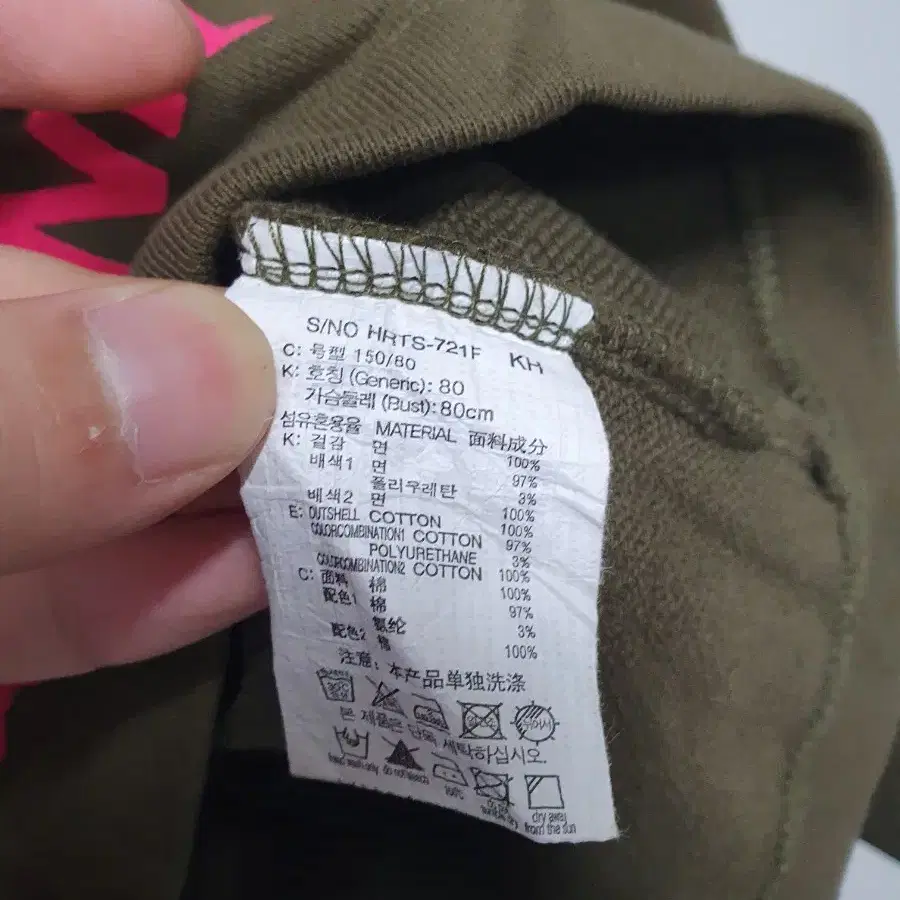 S/NO HRTS-721F KH
C: 号型 150/80
K: 호칭 (Generic): 80
가슴둘레 (Bust): 80cm
섬유혼용율 MATERIAL 面料成分
K: 겉감 면 100%
배색1 면 97%
폴리우레탄 3%
배색2 면 100%
E: OUTSHELL COTTON 100%
COLORCOMBINATION1 COTTON 97%
POLYURETHANE 3%
COLORCOMBINATION2 COTTON 100%
C: 面料 棉 100%
配色1 棉 97%
氨纶 3%
配色2 棉 100%
注意: 本产品单独洗涤
30°C
본 제품은 단독 세탁하십시오.
hand wash only do not bleach
dry away
from the sun